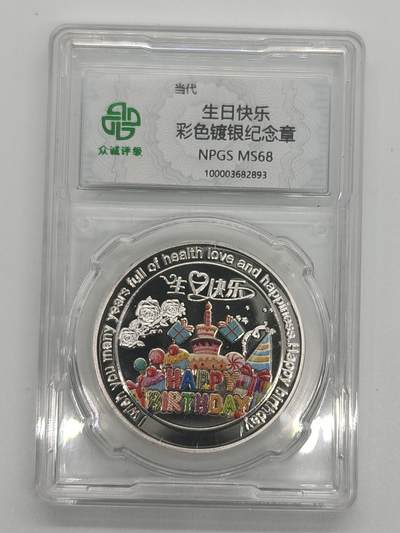 当代
生日快乐
彩色镀银纪念章
NPGS MS68
100003682893
众诚评级
I wish you many years full of health love and happiness. Happy birthday!
生日快乐
HAPPY
BIRTHDAY